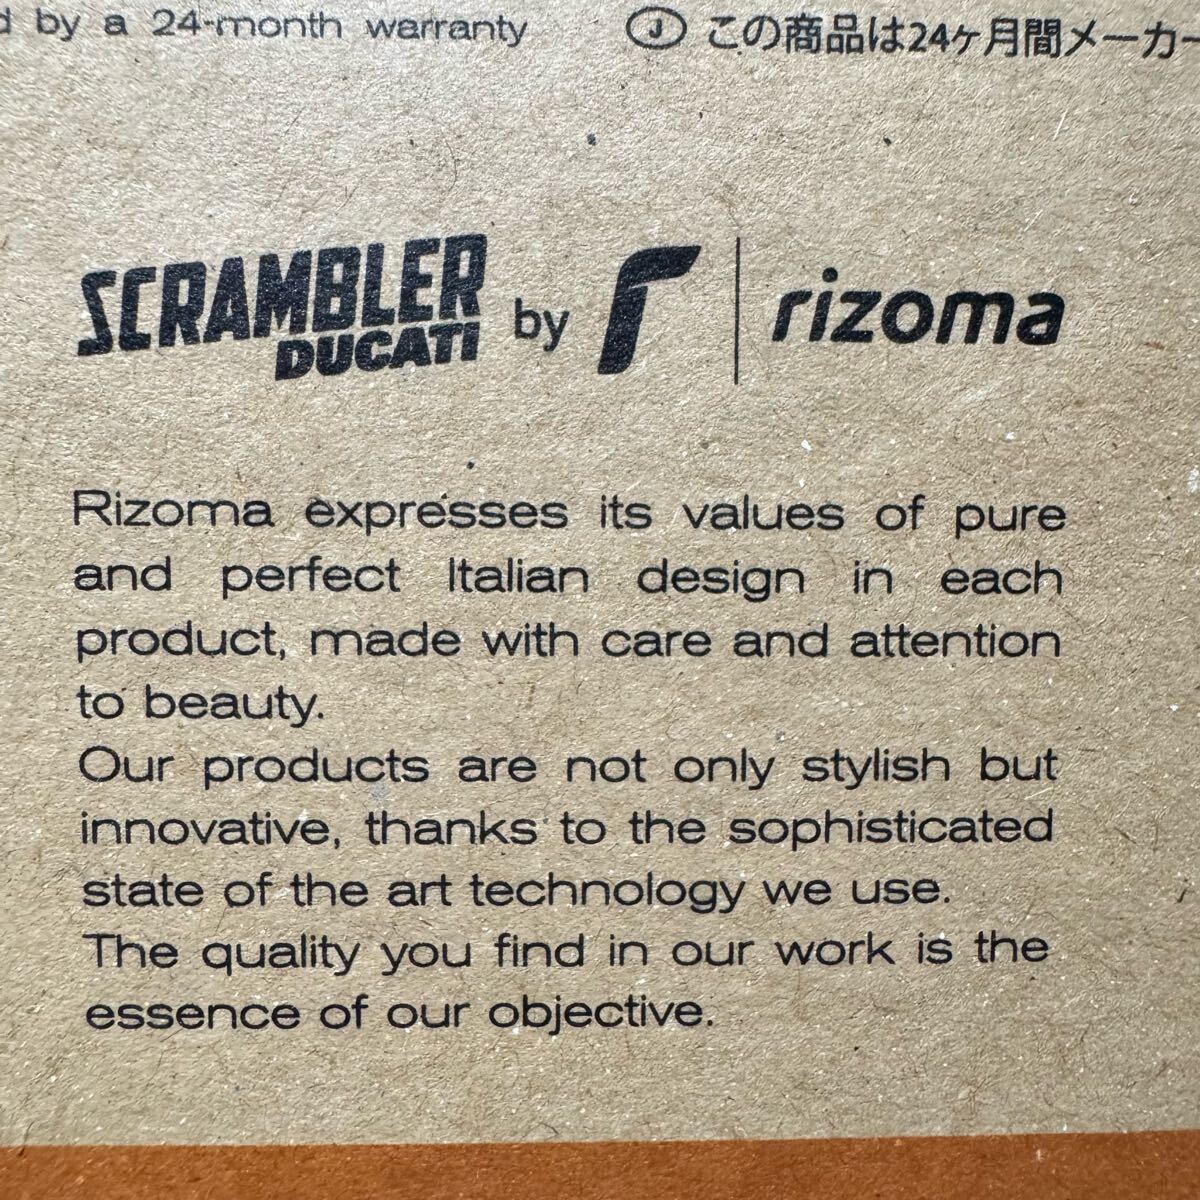 by a 24-month warranty
J この商品は24ヶ月間メーカー
SCRAMBLER
DUCATI
by r | rizoma
Rizoma expresses its values of pure
and perfect Italian design in each
product, made with care and attention
to beauty.
Our products are not only stylish but
innovative, thanks to the sophisticated
state of the art technology we use.
The quality you find in our work is the
essence of our objective.